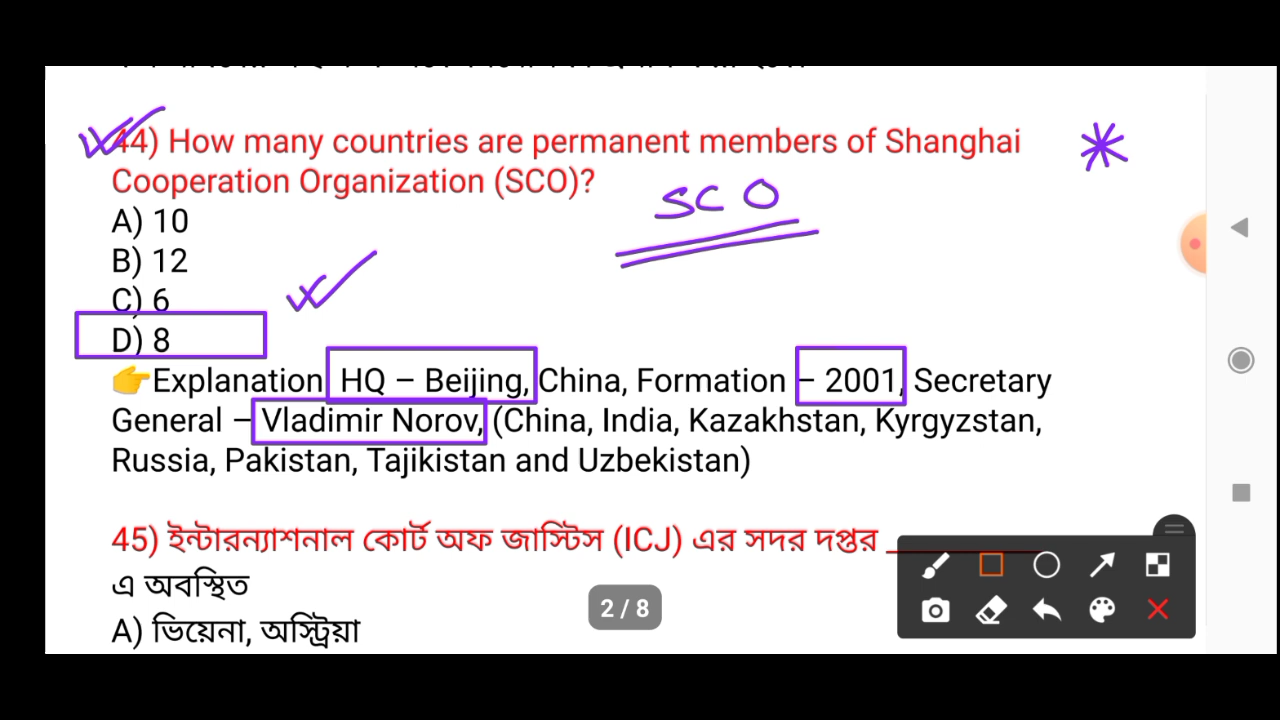 44) How many countries are permanent members of Shanghai
Cooperation Organization (SCO)?
SCO
A) 10
B) 12
C) 6
D) 8
👉Explanation HQ – Beijing, China, Formation – 2001, Secretary
General – Vladimir Norov, (China, India, Kazakhstan, Kyrgyzstan,
Russia, Pakistan, Tajikistan and Uzbekistan)
45) ইন্টারন্যাশনাল কোর্ট অফ জাস্টিস (ICJ) এর সদর দপ্তর __________
এ অবস্থিত
A) ভিয়েনা, অস্ট্রিয়া
2 / 8